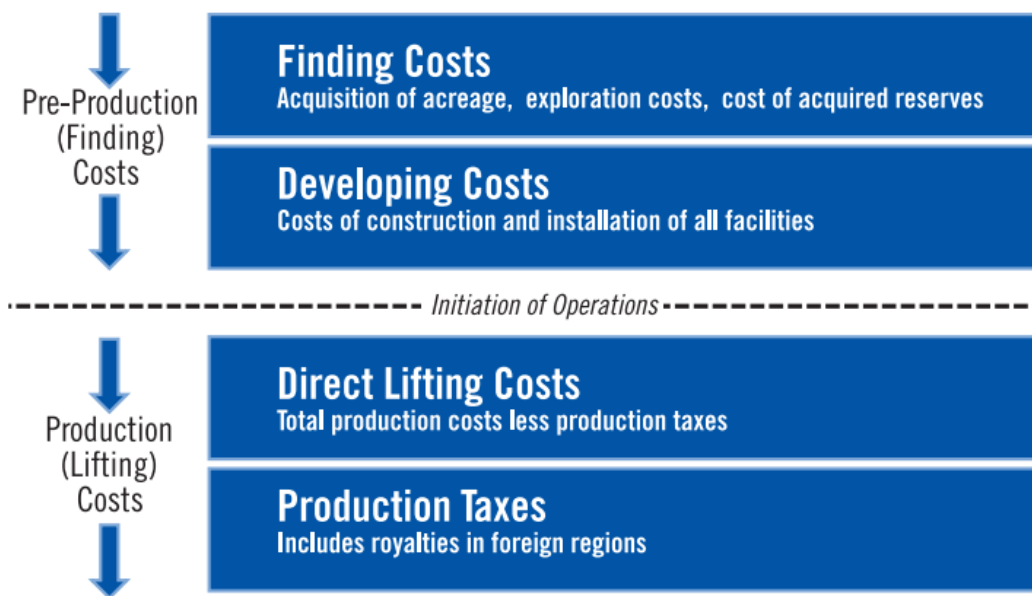 Pre-Production
(Finding)
Costs
Finding Costs
Acquisition of acreage, exploration costs, cost of acquired reserves
Developing Costs
Costs of construction and installation of all facilities
Initiation of Operations
Production
(Lifting)
Costs
Direct Lifting Costs
Total production costs less production taxes
Production Taxes
Includes royalties in foreign regions